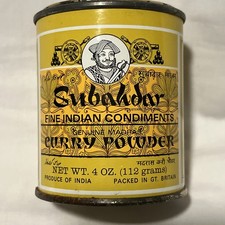 Subahdar
FINE INDIAN CONDIMENTS
GENUINE MADRAS
CURRY POWDER
NET WT. 4 OZ. (112 grams)
PRODUCE OF INDIA PACKED IN GT. BRITAIN